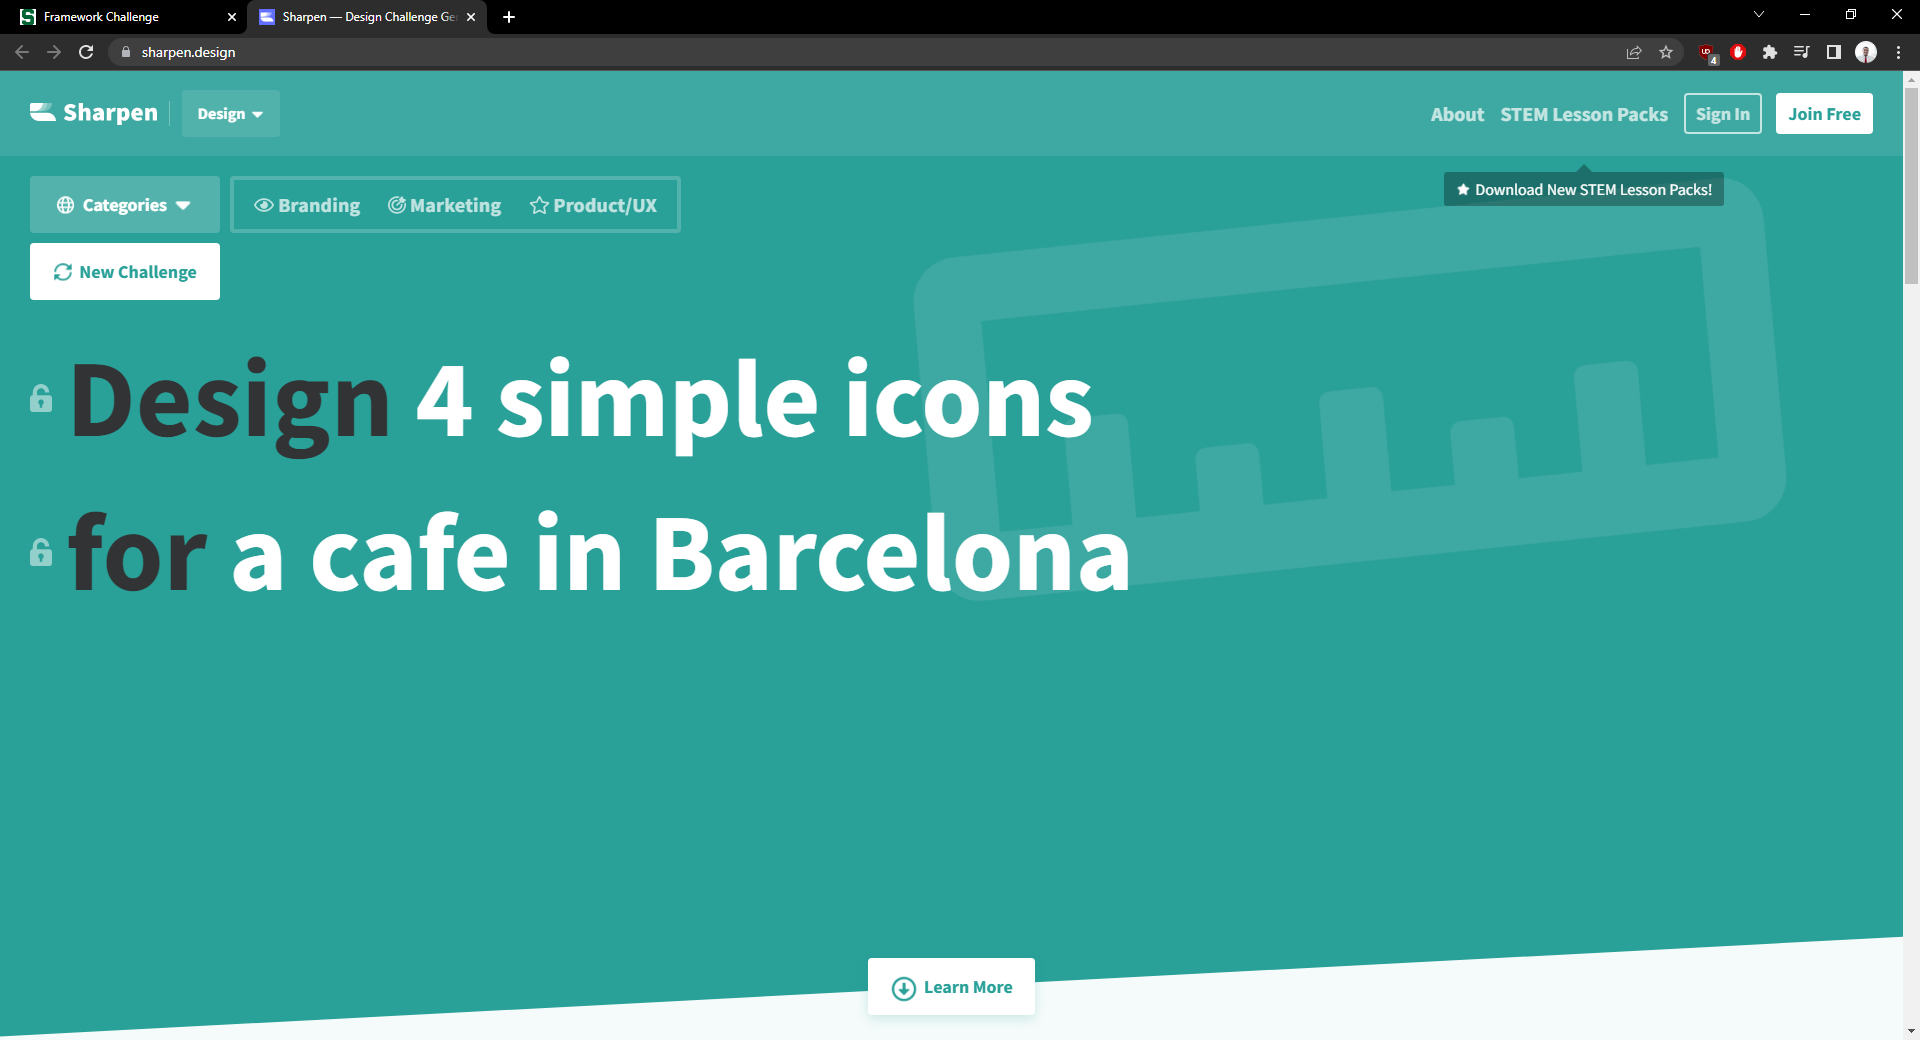 Framework Challenge
Sharpen — Design Challenge Ge
sharpen.design
4
Sharpen
Design
About
STEM Lesson Packs
Sign In
Join Free
Download New STEM Lesson Packs!
Categories
Branding
Marketing
Product/UX
New Challenge
Design 4 simple icons
for a cafe in Barcelona
Learn More